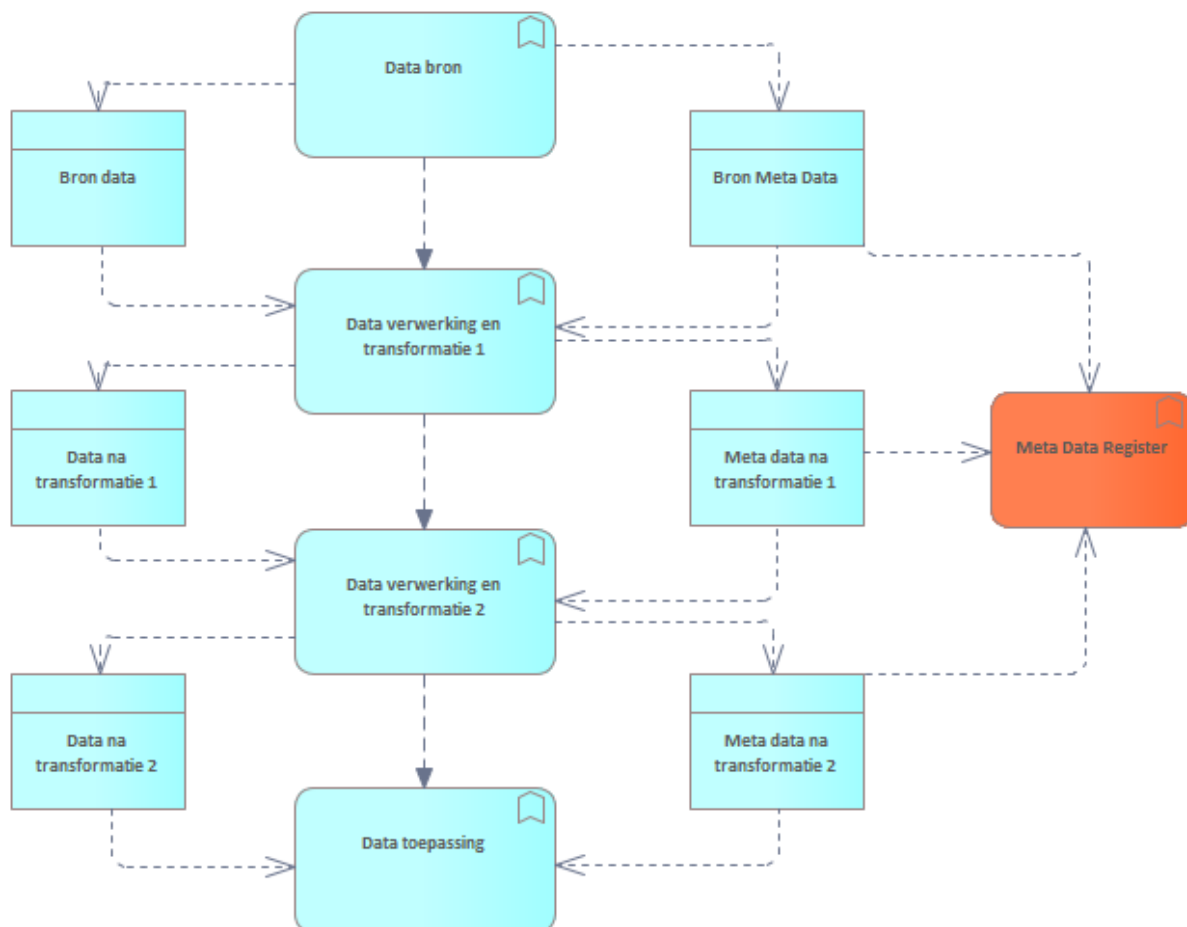 Data bron
Bron data
Bron Meta Data
Data verwerking en
transformatie 1
Data na
transformatie 1
Meta data na
transformatie 1
Meta Data Register
Data verwerking en
transformatie 2
Data na
transformatie 2
Meta data na
transformatie 2
Data toepassing